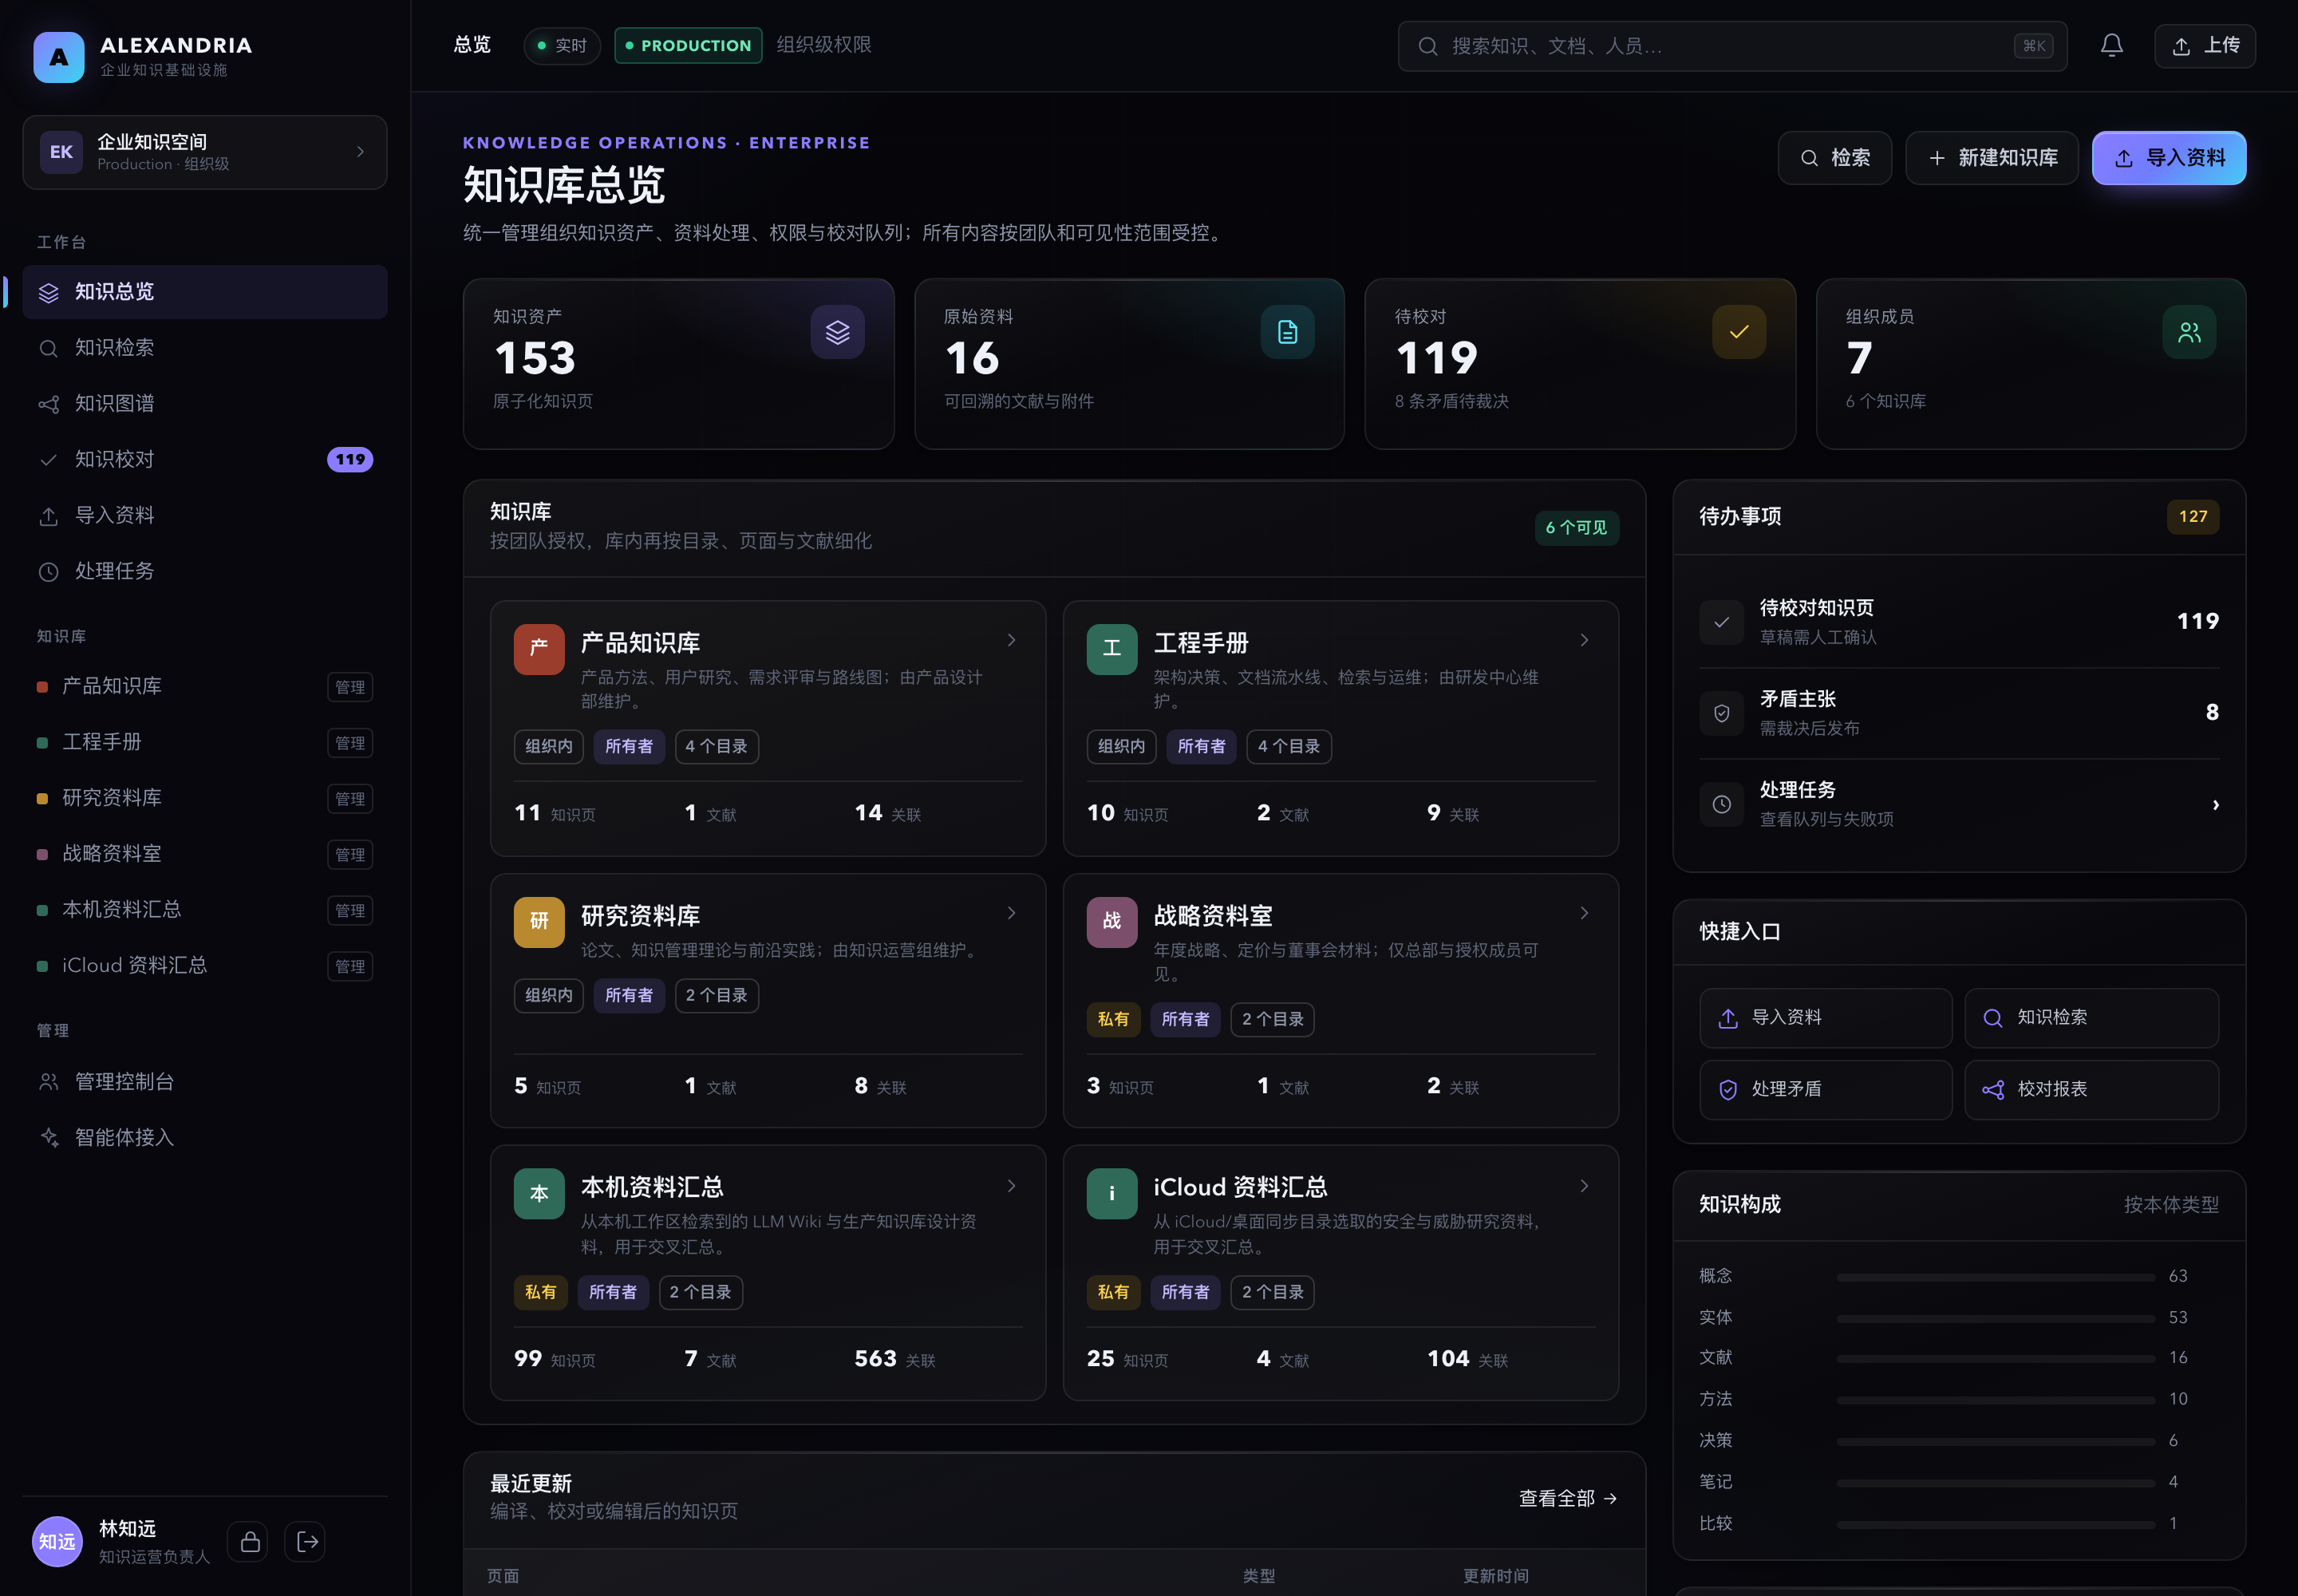 A
ALEXANDRIA
企业知识基础设施
EK
企业知识空间
Production · 组织级
工作台
知识总览
知识检索
知识图谱
知识校对
119
导入资料
处理任务
知识库
产品知识库
管理
工程手册
管理
研究资料库
管理
战略资料室
管理
本机资料汇总
管理
iCloud 资料汇总
管理
管理
管理控制台
智能体接入
知远
林知远
知识运营负责人
总览
实时
PRODUCTION
组织级权限
搜索知识、文档、人员...
⌘K
上传
KNOWLEDGE OPERATIONS · ENTERPRISE
知识库总览
统一管理组织知识资产、资料处理、权限与校对队列；所有内容按团队和可见性范围受控。
检索
新建知识库
导入资料
知识资产
153
原子化知识页
原始资料
16
可回溯的文献与附件
待校对
119
8 条矛盾待裁决
组织成员
7
6 个知识库
知识库
按团队授权，库内再按目录、页面与文献细化
6 个可见
产
产品知识库
产品方法、用户研究、需求评审与路线图；由产品设计
部维护。
组织内
所有者
4 个目录
11 知识页
1 文献
14 关联
工
工程手册
架构决策、文档流水线、检索与运维；由研发中心维
护。
组织内
所有者
4 个目录
10 知识页
2 文献
9 关联
研
研究资料库
论文、知识管理理论与前沿实践；由知识运营组维护。
组织内
所有者
2 个目录
5 知识页
1 文献
8 关联
战
战略资料室
年度战略、定价与董事会材料；仅总部与授权成员可
见。
私有
所有者
2 个目录
3 知识页
1 文献
2 关联
本
本机资料汇总
从本机工作区检索到的 LLM Wiki 与生产知识库设计资
料，用于交叉汇总。
私有
所有者
2 个目录
99 知识页
7 文献
563 关联
i
iCloud 资料汇总
从 iCloud/桌面同步目录选取的安全与威胁研究资料，
用于交叉汇总。
私有
所有者
2 个目录
25 知识页
4 文献
104 关联
最近更新
编译、校对或编辑后的知识页
查看全部 →
页面
类型
更新时间
待办事项
127
待校对知识页
草稿需人工确认
119
矛盾主张
需裁决后发布
8
处理任务
查看队列与失败项
›
快捷入口
导入资料
知识检索
处理矛盾
校对报表
知识构成
按本体类型
概念
63
实体
53
文献
16
方法
10
决策
6
笔记
4
比较
1